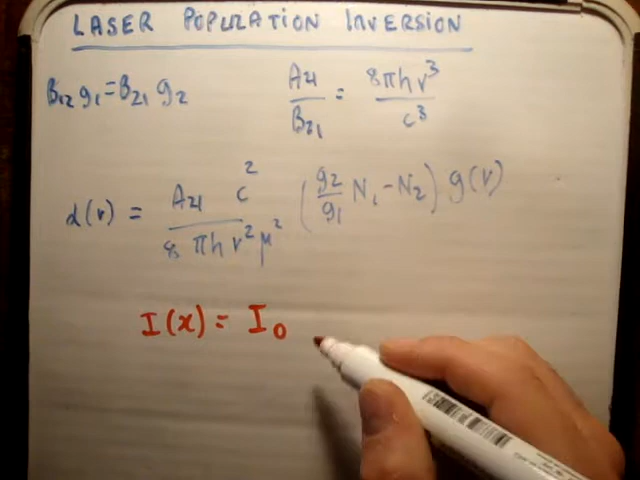 LASER POPULATION INVERSION
B₁₂ g₁ = B₂₁ g₂
A₂₁/B₂₁ = 8πhν³/c³
α(ν) = A₂₁ c²/8πhν²μ² (g₂/g₁ N₁ - N₂) g(ν)
I(x) = I₀